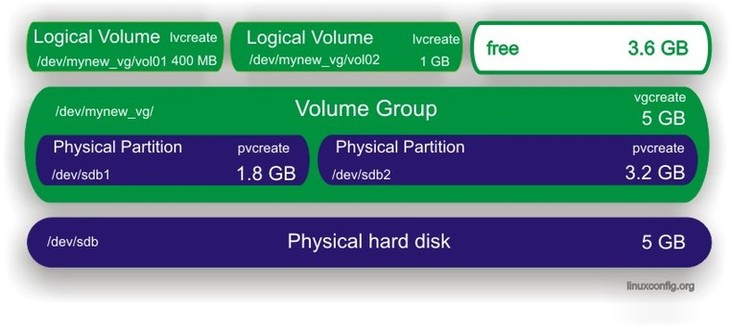 Logical Volume lvcreate
/dev/mynew_vg/vol01 400 MB
Logical Volume lvcreate
/dev/mynew_vg/vol02 1 GB
free 3.6 GB
/dev/mynew_vg/ Volume Group vgcreate
5 GB
Physical Partition pvcreate
/dev/sdb1 1.8 GB
Physical Partition pvcreate
/dev/sdb2 3.2 GB
/dev/sdb Physical hard disk 5 GB
linuxconfig.org